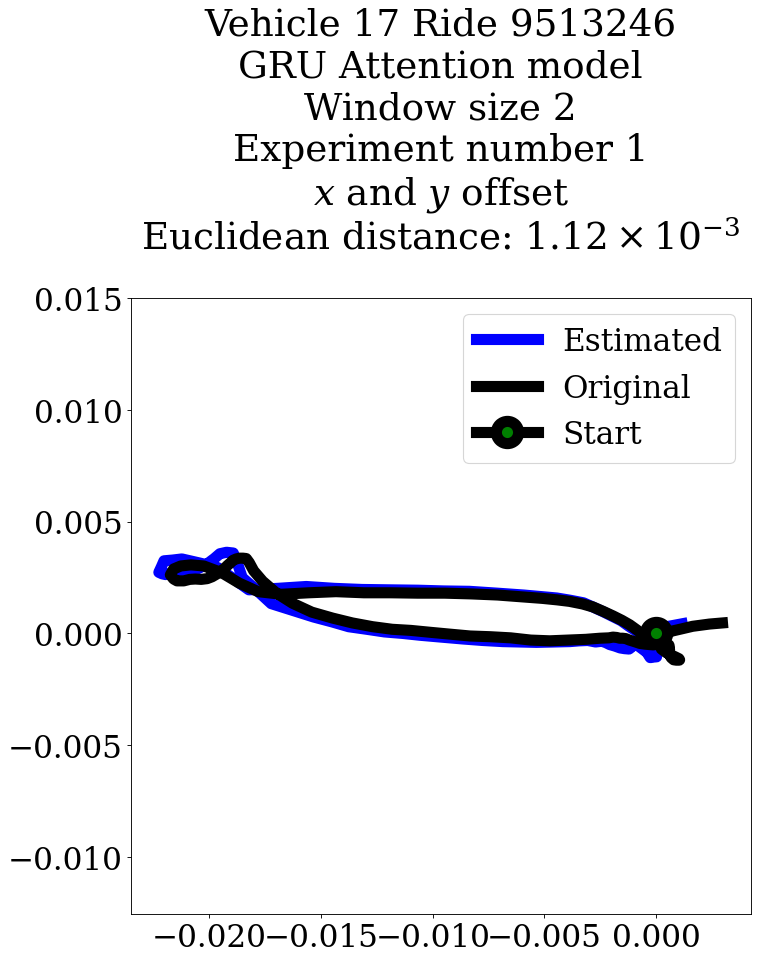 Vehicle 17 Ride 9513246
GRU Attention model
Window size 2
Experiment number 1
x and y offset
Euclidean distance: 1.12 × 10⁻³
0.015
Estimated
Original
Start
0.010
0.005
0.000
−0.005
−0.010
−0.020 −0.015 −0.010 −0.005 0.000